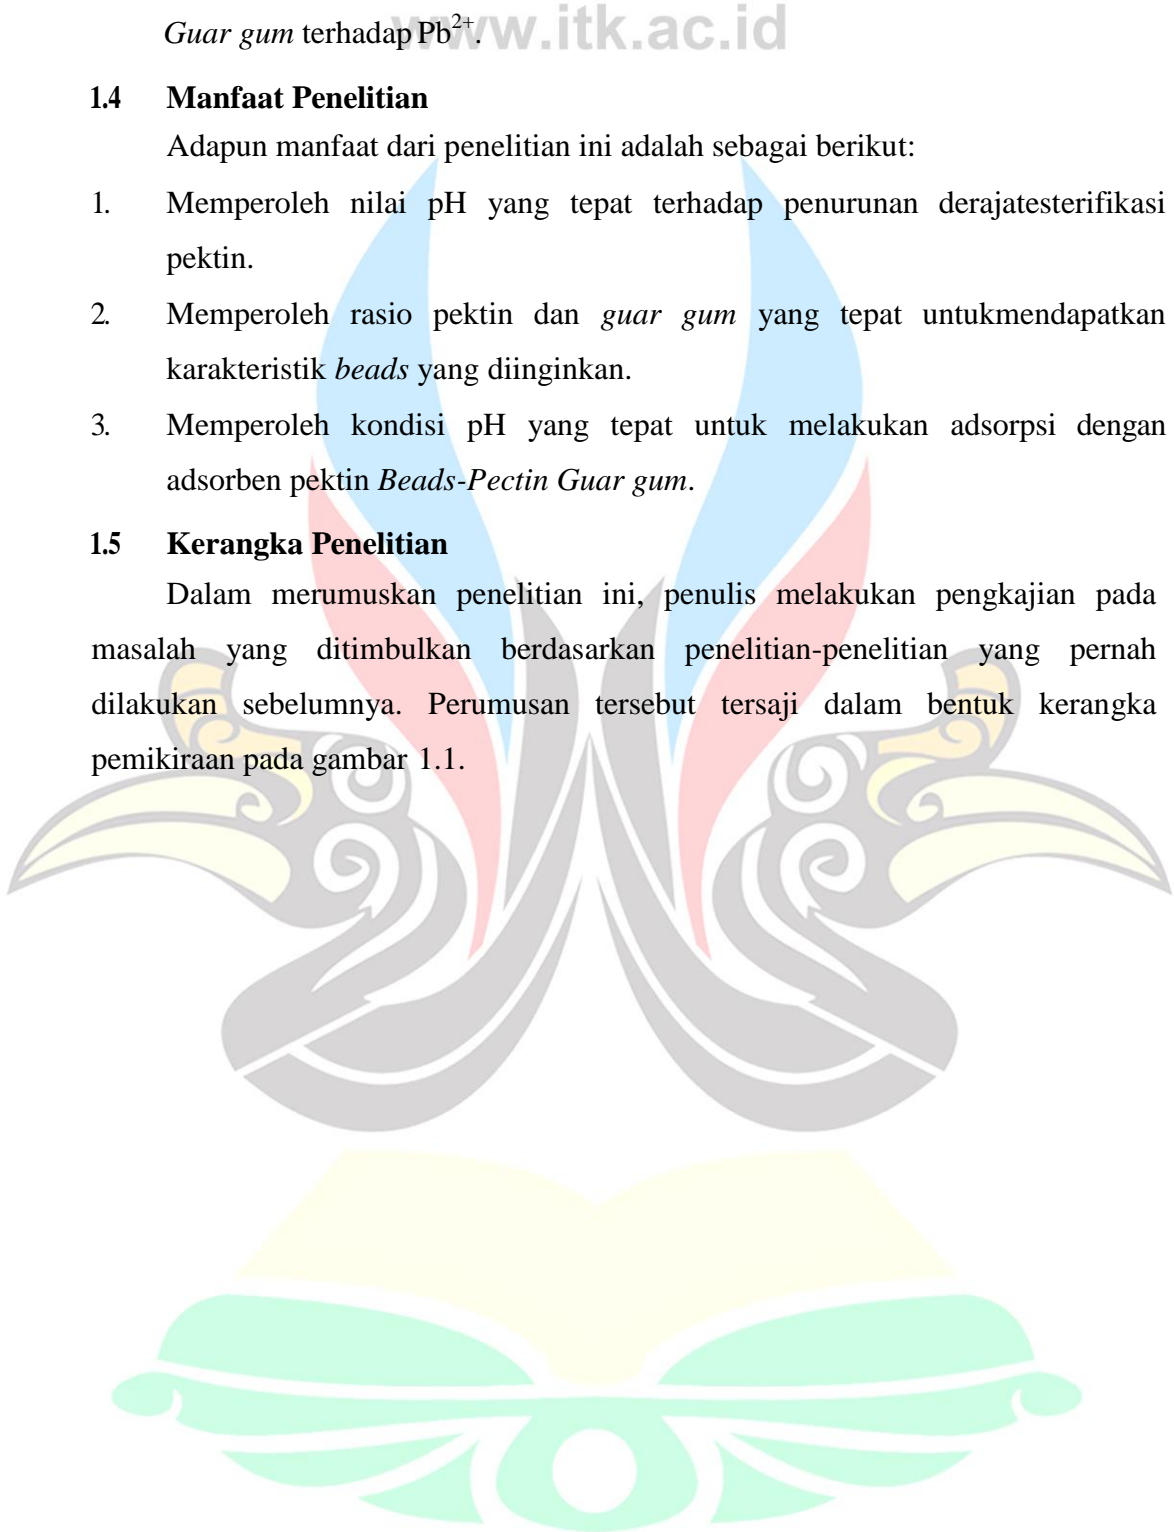 www.itk.ac.id
Guar gum terhadap Pb2+.
1.4 Manfaat Penelitian
Adapun manfaat dari penelitian ini adalah sebagai berikut:
1. Memperoleh nilai pH yang tepat terhadap penurunan derajatesterifikasi
pektin.
2. Memperoleh rasio pektin dan guar gum yang tepat untukmendapatkan
karakteristik beads yang diinginkan.
3. Memperoleh kondisi pH yang tepat untuk melakukan adsorpsi dengan
adsorben pektin Beads-Pectin Guar gum.
1.5 Kerangka Penelitian
Dalam merumuskan penelitian ini, penulis melakukan pengkajian pada
masalah yang ditimbulkan berdasarkan penelitian-penelitian yang pernah
dilakukan sebelumnya. Perumusan tersebut tersaji dalam bentuk kerangka
pemikiraan pada gambar 1.1.